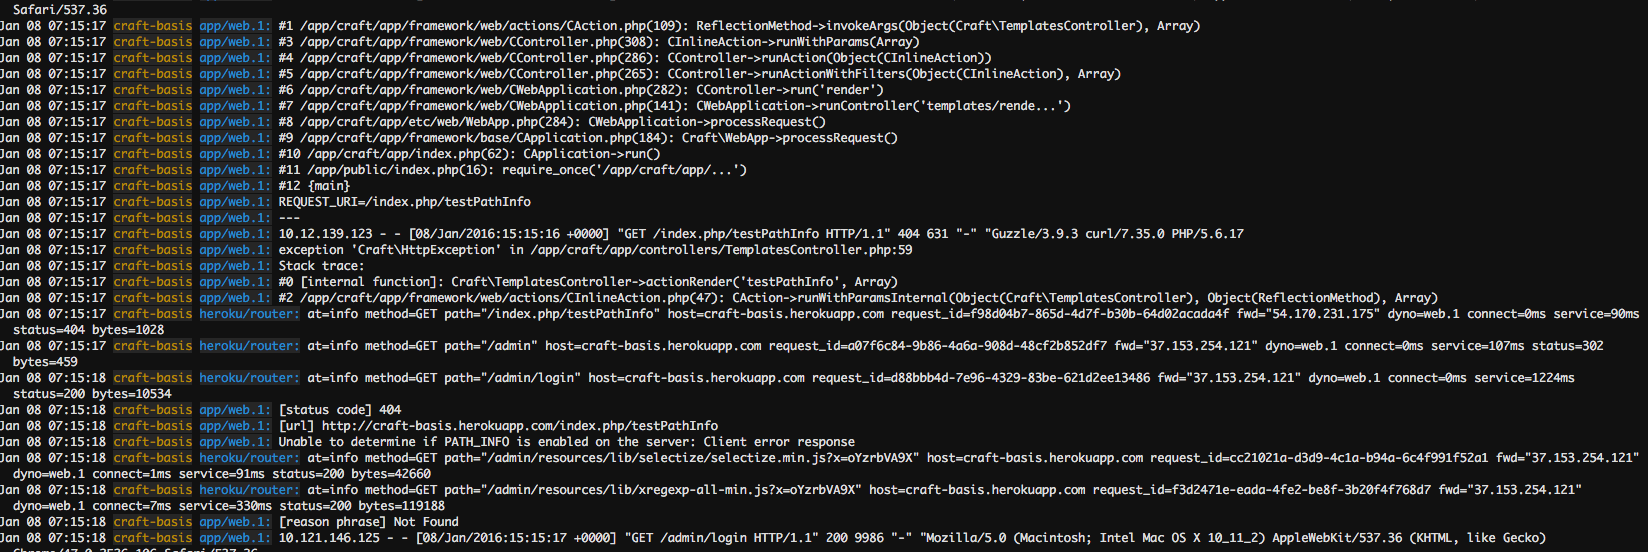 Safari/537.36
Jan 08 07:15:17 craft-basis app/web.1: #1 /app/craft/app/framework/web/actions/CAction.php(109): ReflectionMethod->invokeArgs(Object(Craft\TemplatesController), Array)
Jan 08 07:15:17 craft-basis app/web.1: #3 /app/craft/app/framework/web/CController.php(308): CInlineAction->runWithParams(Array)
Jan 08 07:15:17 craft-basis app/web.1: #4 /app/craft/app/framework/web/CController.php(286): CController->runAction(Object(CInlineAction))
Jan 08 07:15:17 craft-basis app/web.1: #5 /app/craft/app/framework/web/CController.php(265): CController->runActionWithFilters(Object(CInlineAction), Array)
Jan 08 07:15:17 craft-basis app/web.1: #6 /app/craft/app/framework/web/CWebApplication.php(282): CController->run('render')
Jan 08 07:15:17 craft-basis app/web.1: #7 /app/craft/app/framework/web/CWebApplication.php(141): CWebApplication->runController('templates/rende...')
Jan 08 07:15:17 craft-basis app/web.1: #8 /app/craft/app/etc/web/WebApp.php(284): CWebApplication->processRequest()
Jan 08 07:15:17 craft-basis app/web.1: #9 /app/craft/app/framework/base/CApplication.php(184): Craft\WebApp->processRequest()
Jan 08 07:15:17 craft-basis app/web.1: #10 /app/craft/app/index.php(62): CApplication->run()
Jan 08 07:15:17 craft-basis app/web.1: #11 /app/public/index.php(16): require_once('/app/craft/app/...')
Jan 08 07:15:17 craft-basis app/web.1: #12 {main}
Jan 08 07:15:17 craft-basis app/web.1: REQUEST_URI=/index.php/testPathInfo
Jan 08 07:15:17 craft-basis app/web.1: ---
Jan 08 07:15:17 craft-basis app/web.1: 10.12.139.123 - - [08/Jan/2016:15:15:16 +0000] "GET /index.php/testPathInfo HTTP/1.1" 404 631 "-" "Guzzle/3.9.3 curl/7.35.0 PHP/5.6.17
Jan 08 07:15:17 craft-basis app/web.1: exception 'Craft\HttpException' in /app/craft/app/controllers/TemplatesController.php:59
Jan 08 07:15:17 craft-basis app/web.1: Stack trace:
Jan 08 07:15:17 craft-basis app/web.1: #0 [internal function]: Craft\TemplatesController->actionRender('testPathInfo', Array)
Jan 08 07:15:17 craft-basis app/web.1: #2 /app/craft/app/framework/web/actions/CInlineAction.php(47): CAction->runWithParamsInternal(Object(Craft\TemplatesController), Object(ReflectionMethod), Array)
Jan 08 07:15:17 craft-basis heroku/router: at=info method=GET path="/index.php/testPathInfo" host=craft-basis.herokuapp.com request_id=f98d04b7-865d-4d7f-b30b-64d02acada4f fwd="54.170.231.175" dyno=web.1 connect=0ms service=90ms
status=404 bytes=1028
Jan 08 07:15:17 craft-basis heroku/router: at=info method=GET path="/admin" host=craft-basis.herokuapp.com request_id=a07f6c84-9b86-4a6a-908d-48cf2b852df7 fwd="37.153.254.121" dyno=web.1 connect=0ms service=107ms status=302
bytes=459
Jan 08 07:15:18 craft-basis heroku/router: at=info method=GET path="/admin/login" host=craft-basis.herokuapp.com request_id=d88bbb4d-7e96-4329-83be-621d2ee13486 fwd="37.153.254.121" dyno=web.1 connect=0ms service=1224ms
status=200 bytes=10534
Jan 08 07:15:18 craft-basis app/web.1: [status code] 404
Jan 08 07:15:18 craft-basis app/web.1: [url] http://craft-basis.herokuapp.com/index.php/testPathInfo
Jan 08 07:15:18 craft-basis app/web.1: Unable to determine if PATH_INFO is enabled on the server: Client error response
Jan 08 07:15:18 craft-basis heroku/router: at=info method=GET path="/admin/resources/lib/selectize/selectize.min.js?x=oYzrbVA9X" host=craft-basis.herokuapp.com request_id=cc21021a-d3d9-4c1a-b94a-6c4f991f52a1 fwd="37.153.254.121"
dyno=web.1 connect=1ms service=91ms status=200 bytes=42660
Jan 08 07:15:18 craft-basis heroku/router: at=info method=GET path="/admin/resources/lib/xregexp-all-min.js?x=oYzrbVA9X" host=craft-basis.herokuapp.com request_id=f3d2471e-eada-4fe2-be8f-3b20f4f768d7 fwd="37.153.254.121"
dyno=web.1 connect=7ms service=330ms status=200 bytes=119188
Jan 08 07:15:18 craft-basis app/web.1: [reason phrase] Not Found
Jan 08 07:15:18 craft-basis app/web.1: 10.121.146.125 - - [08/Jan/2016:15:15:17 +0000] "GET /admin/login HTTP/1.1" 200 9986 "-" "Mozilla/5.0 (Macintosh; Intel Mac OS X 10_11_2) AppleWebKit/537.36 (KHTML, like Gecko)
Chrome/47.0.2526.106 Safari/537.36